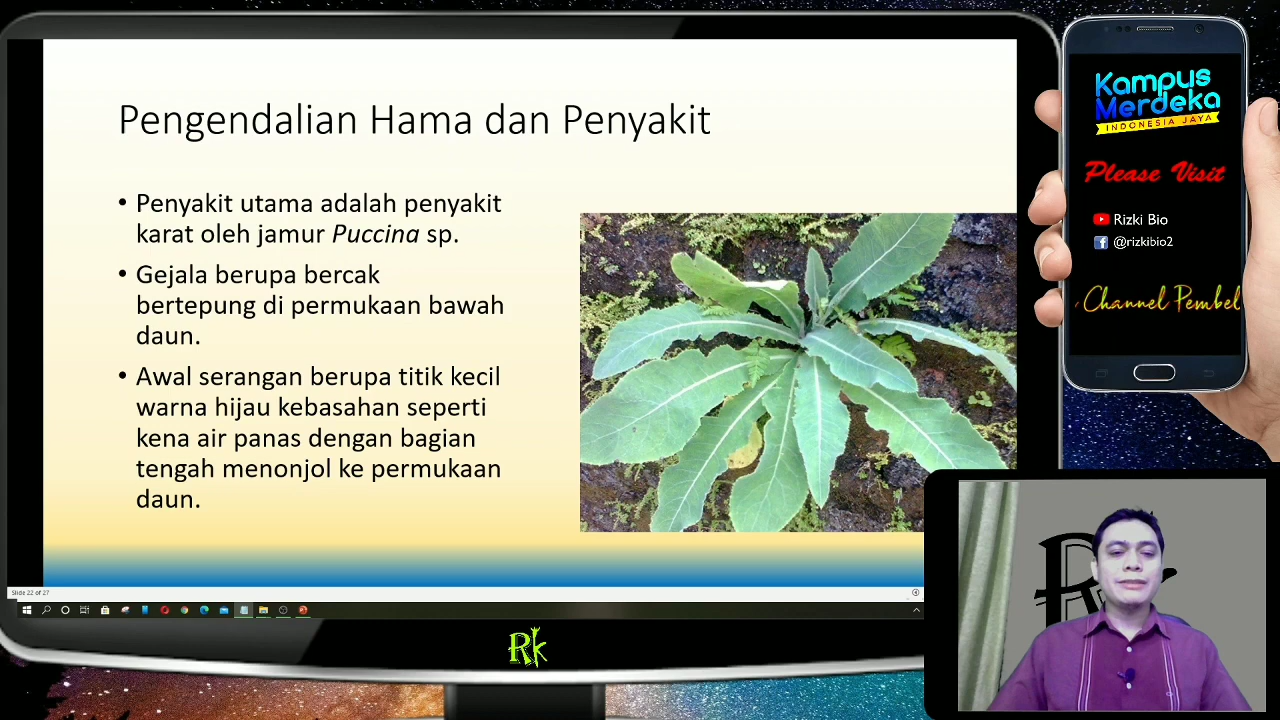 Pengendalian Hama dan Penyakit
• Penyakit utama adalah penyakit
karat oleh jamur Puccina sp.
• Gejala berupa bercak
bertepung di permukaan bawah
daun.
• Awal serangan berupa titik kecil
warna hijau kebasahan seperti
kena air panas dengan bagian
tengah menonjol ke permukaan
daun.
Slide 22 of 27
Rk
Kampus
Merdeka
INDONESIA JAYA
Please Visit
Rizki Bio
@rizkibio2
Channel Pembel